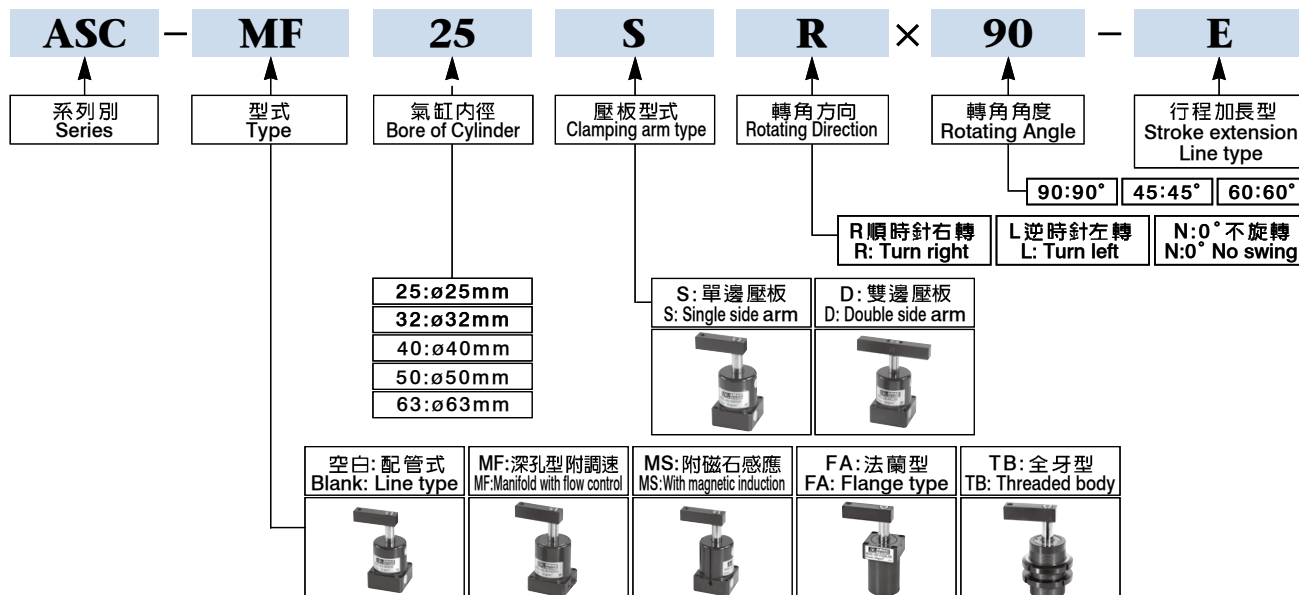 ASC – MF 25 S R × 90 – E
系列別
Series
型式
Type
氣缸內徑
Bore of Cylinder
壓板型式
Clamping arm type
轉角方向
Rotating Direction
轉角角度
Rotating Angle
行程加長型
Stroke extension
Line type
90:90°
45:45°
60:60°
R順時針右轉
R: Turn right
L逆時針左轉
L: Turn left
N:0°不旋轉
N:0° No swing
25:ø25mm
32:ø32mm
40:ø40mm
50:ø50mm
63:ø63mm
S:單邊壓板
S: Single side arm
D:雙邊壓板
D: Double side arm
空白:配管式
Blank: Line type
MF:深孔型附調速
MF:Manifold with flow control
MS:附磁石感應
MS:With magnetic induction
FA:法蘭型
FA: Flange type
TB:全牙型
TB: Threaded body